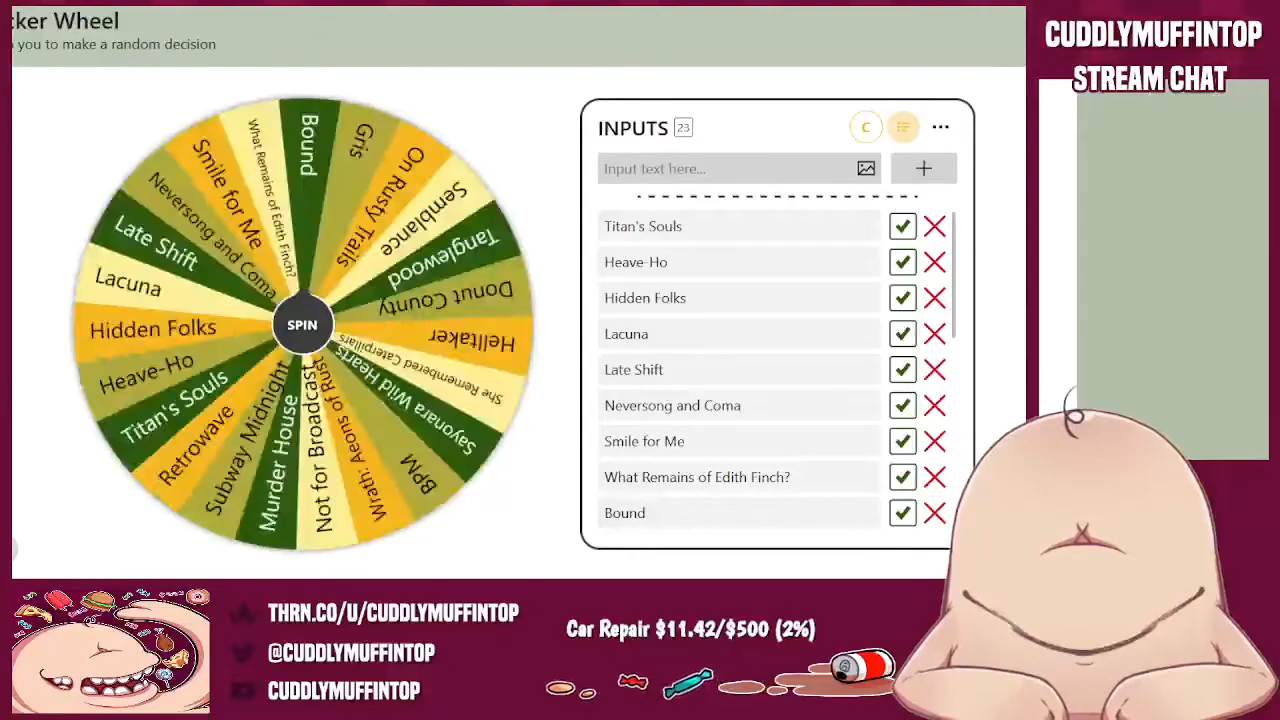 cker Wheel
you to make a random decision
CUDDLYMUFFINTOP
STREAM CHAT
Bound
Gris
On Rusty Trails
Semblance
Tanglewood
Donut County
Helltaker
She Remembered Caterpillars
Sayonara Wild Hearts
BPM
Wrath: Aeons of Rust
Not for Broadcast
Murder House
Subway Midnight
Retrowave
Titan's Souls
Heave-Ho
Hidden Folks
Lacuna
Late Shift
Neversong and Coma
Smile for Me
What Remains of Edith Finch?
SPIN
INPUTS 23
C
Input text here...
Titan's Souls
Heave-Ho
Hidden Folks
Lacuna
Late Shift
Neversong and Coma
Smile for Me
What Remains of Edith Finch?
Bound
THRN.CO/U/CUDDLYMUFFINTOP
@CUDDLYMUFFINTOP
CUDDLYMUFFINTOP
Car Repair $11.42/$500 (2%)